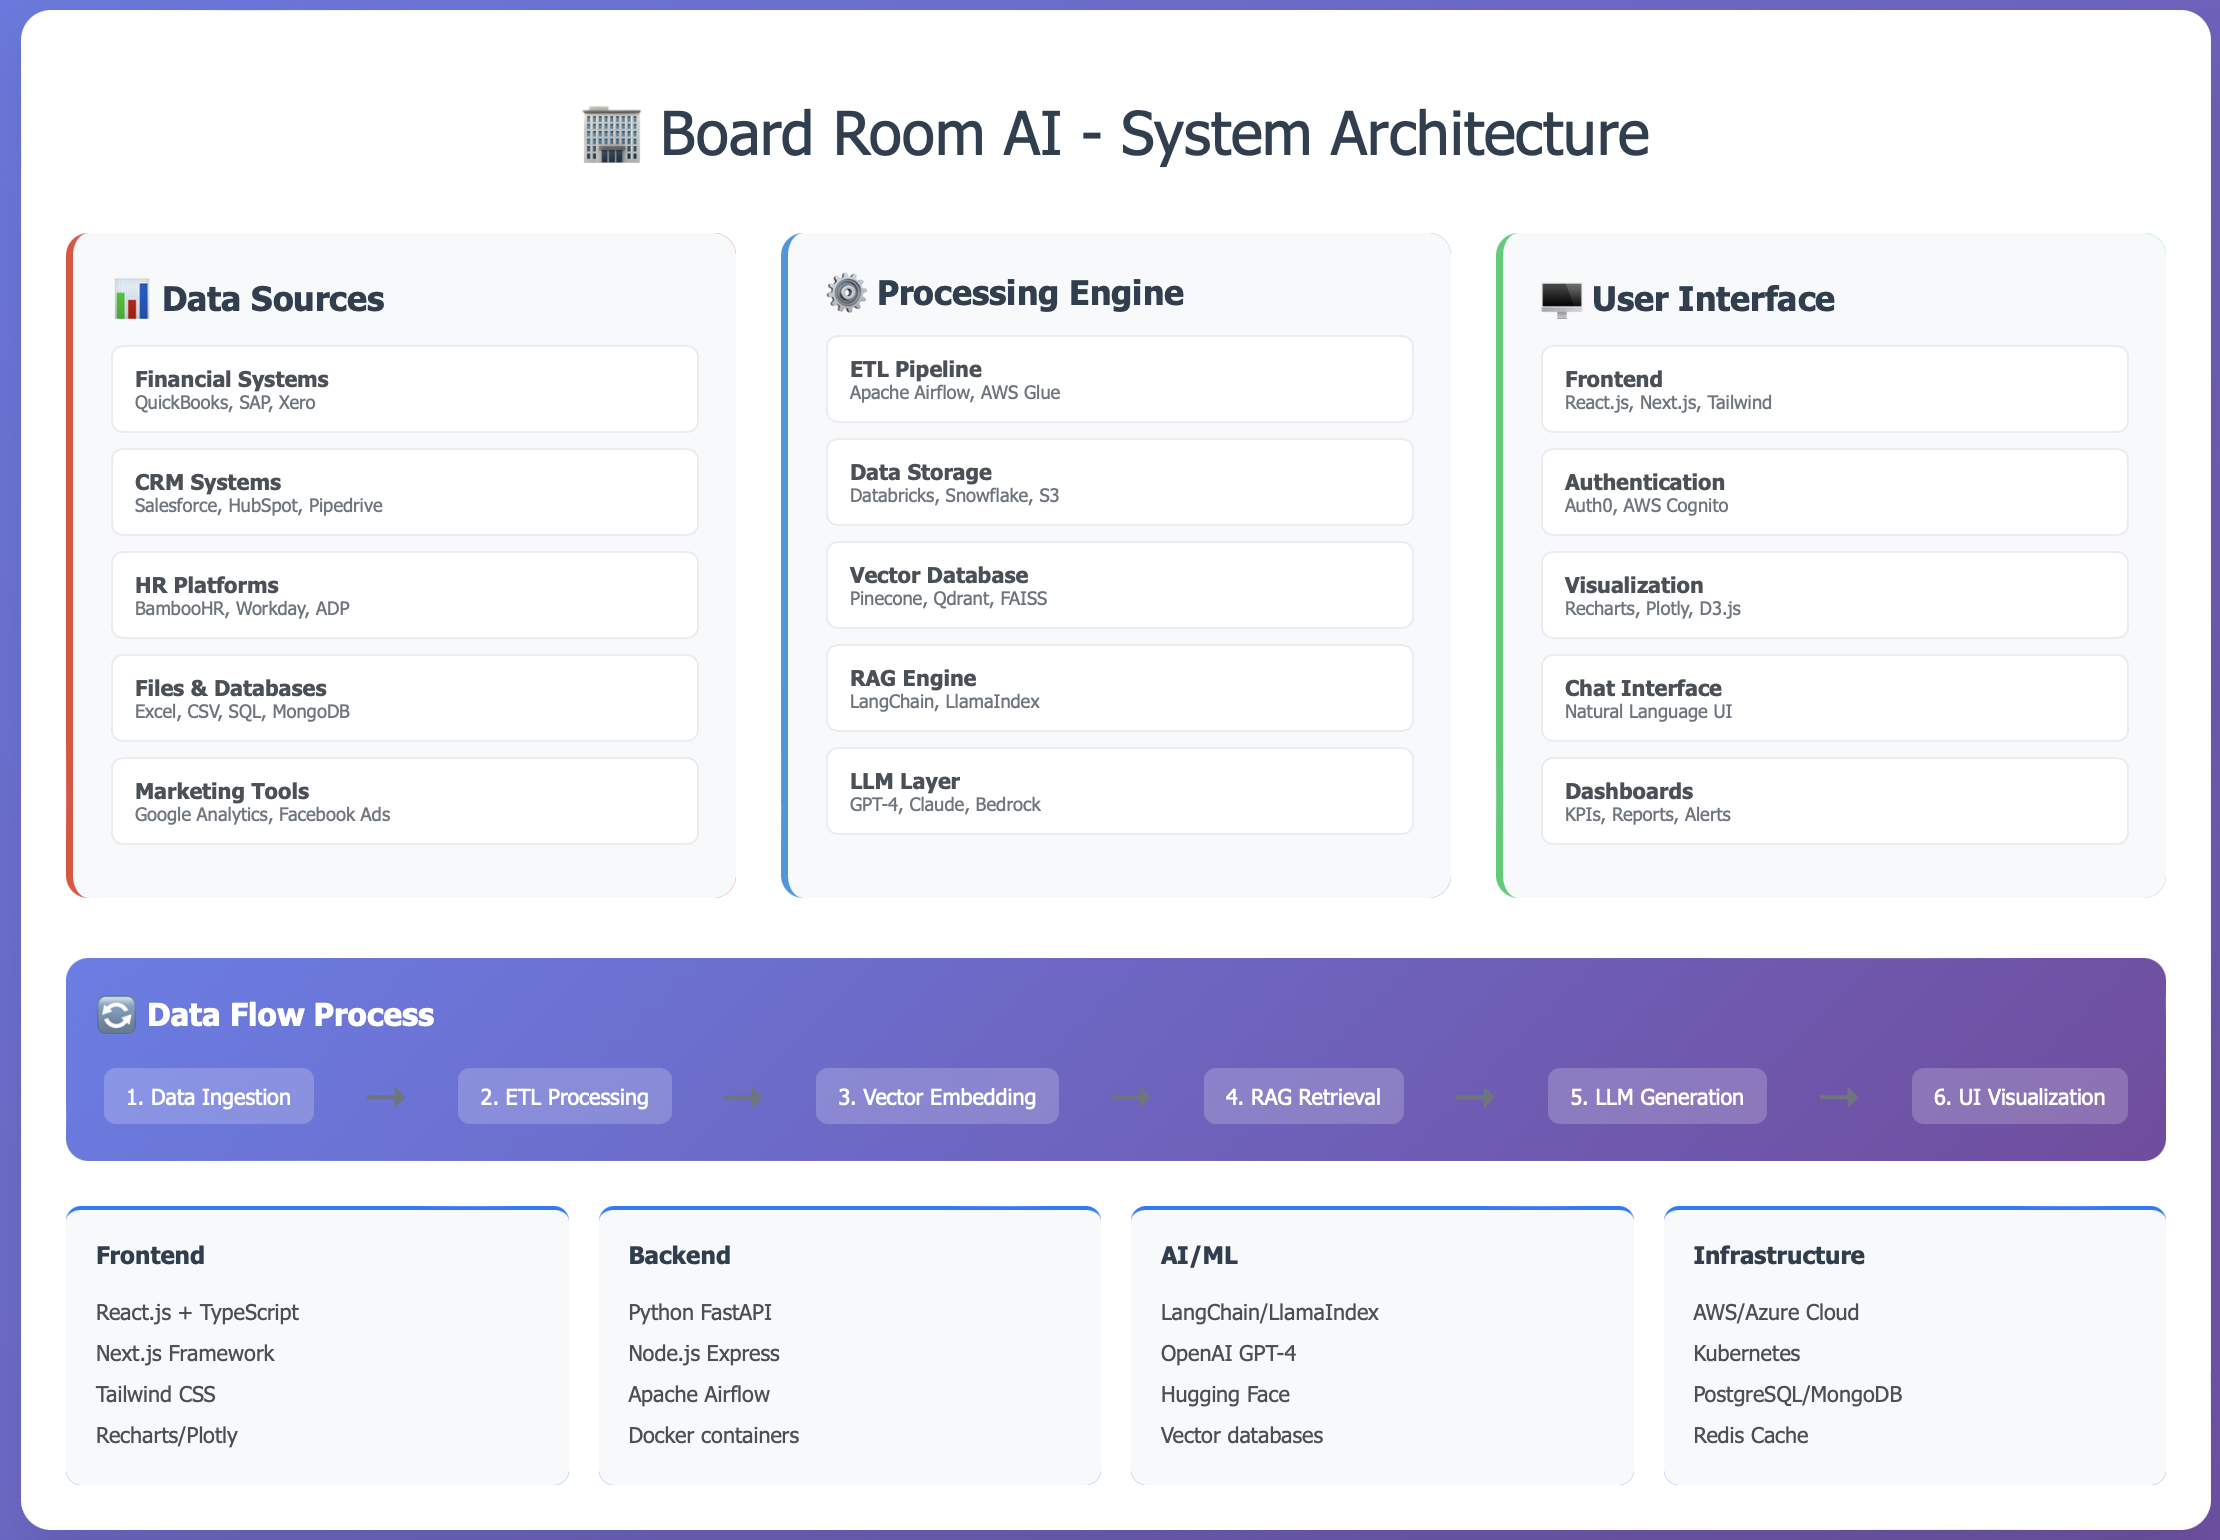 Board Room AI - System Architecture
Data Sources
Financial Systems
QuickBooks, SAP, Xero
CRM Systems
Salesforce, HubSpot, Pipedrive
HR Platforms
BambooHR, Workday, ADP
Files & Databases
Excel, CSV, SQL, MongoDB
Marketing Tools
Google Analytics, Facebook Ads
Processing Engine
ETL Pipeline
Apache Airflow, AWS Glue
Data Storage
Databricks, Snowflake, S3
Vector Database
Pinecone, Qdrant, FAISS
RAG Engine
LangChain, LlamaIndex
LLM Layer
GPT-4, Claude, Bedrock
User Interface
Frontend
React.js, Next.js, Tailwind
Authentication
Auth0, AWS Cognito
Visualization
Recharts, Plotly, D3.js
Chat Interface
Natural Language UI
Dashboards
KPIs, Reports, Alerts
Data Flow Process
1. Data Ingestion
2. ETL Processing
3. Vector Embedding
4. RAG Retrieval
5. LLM Generation
6. UI Visualization
Frontend
React.js + TypeScript
Next.js Framework
Tailwind CSS
Recharts/Plotly
Backend
Python FastAPI
Node.js Express
Apache Airflow
Docker containers
AI/ML
LangChain/LlamaIndex
OpenAI GPT-4
Hugging Face
Vector databases
Infrastructure
AWS/Azure Cloud
Kubernetes
PostgreSQL/MongoDB
Redis Cache